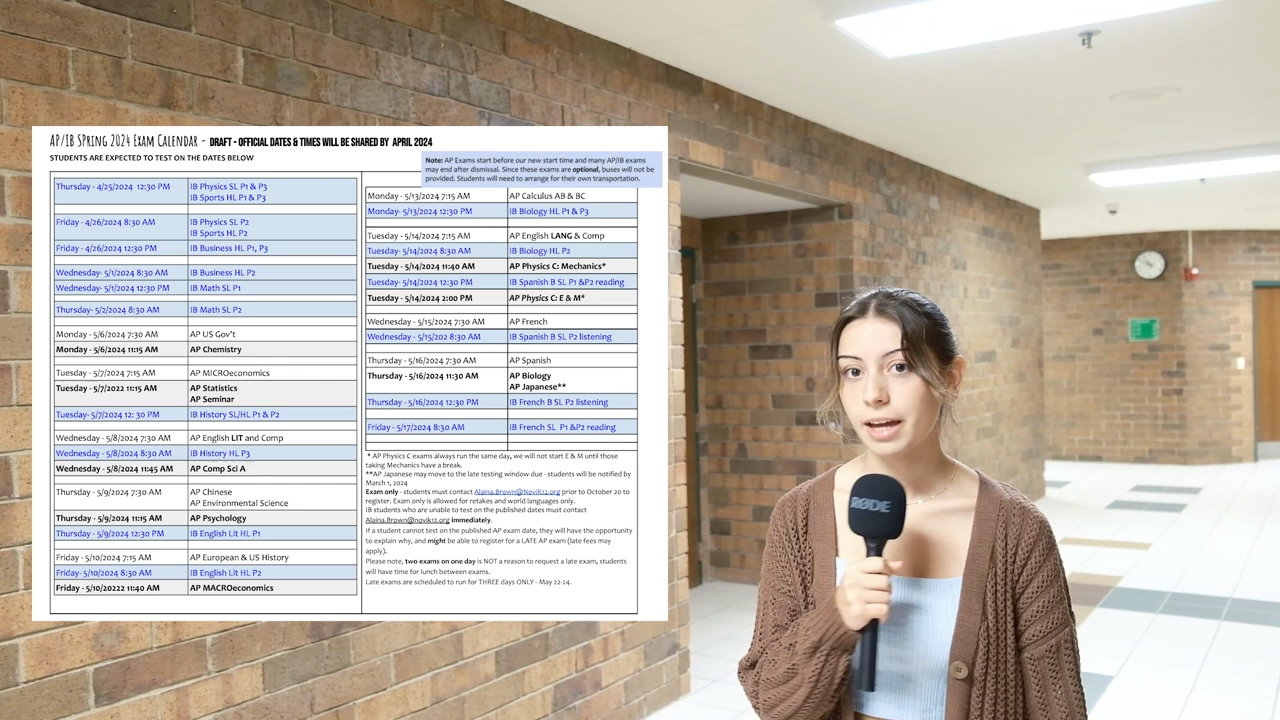 AP/IB SPring 2024 Exam Calendar - DRAFT - OFFICIAL DATES & TIMES WILL BE SHARED BY APRIL 2024
STUDENTS ARE EXPECTED TO TEST ON THE DATES BELOW
Note: AP Exams start before our new start time and many AP/IB exams
may end after dismissal. Since these exams are optional, buses will not be
provided. Students will need to arrange for their own transportation.
Thursday - 4/25/2024 12:30 PM IB Physics SL P1 & P3
IB Sports HL P1 & P3
Friday - 4/26/2024 8:30 AM IB Physics SL P2
IB Sports HL P2
Friday - 4/26/2024 12:30 PM IB Business HL P1, P3
Wednesday- 5/1/2024 8:30 AM IB Business HL P2
Wednesday- 5/1/2024 12:30 PM IB Math SL P1
Thursday- 5/2/2024 8:30 AM IB Math SL P2
Monday - 5/6/2024 7:30 AM AP US Gov't
Monday - 5/6/2024 11:15 AM AP Chemistry
Tuesday - 5/7/2024 7:15 AM AP MICROeconomics
Tuesday - 5/7/2022 11:15 AM AP Statistics
AP Seminar
Tuesday- 5/7/2024 12: 30 PM IB History SL/HL P1 & P2
Wednesday - 5/8/2024 7:30 AM AP English LIT and Comp
Wednesday - 5/8/2024 8:30 AM IB History HL P3
Wednesday - 5/8/2024 11:45 AM AP Comp Sci A
Thursday - 5/9/2024 7:30 AM AP Chinese
AP Environmental Science
Thursday - 5/9/2024 11:15 AM AP Psychology
Thursday - 5/9/2024 12:30 PM IB English Lit HL P1
Friday - 5/10/2024 7:15 AM AP European & US History
Friday- 5/10/2024 8:30 AM IB English Lit HL P2
Friday - 5/10/20222 11:40 AM AP MACROeconomics
Monday - 5/13/2024 7:15 AM AP Calculus AB & BC
Monday- 5/13/2024 12:30 PM IB Biology HL P1 & P3
Tuesday - 5/14/2024 7:15 AM AP English LANG & Comp
Tuesday- 5/14/2024 8:30 AM IB Biology HL P2
Tuesday - 5/14/2024 11:40 AM AP Physics C: Mechanics*
Tuesday- 5/14/2024 12:30 PM IB Spanish B SL P1 &P2 reading
Tuesday - 5/14/2024 2:00 PM AP Physics C: E & M*
Wednesday - 5/15/2024 7:30 AM AP French
Wednesday - 5/15/202 8:30 AM IB Spanish B SL P2 listening
Thursday - 5/16/2024 7:30 AM AP Spanish
Thursday - 5/16/2024 11:30 AM AP Biology
AP Japanese**
Thursday - 5/16/2024 12:30 PM IB French B SL P2 listening
Friday - 5/17/2024 8:30 AM IB French SL P1 &P2 reading
* AP Physics C exams always run the same day, we will not start E & M until those
taking Mechanics have a break.
**AP Japanese may move to the late testing window due - students will be notified by
March 1, 2024
Exam only - students must contact Alaina.Brown@NoviK12.org prior to October 20 to
register. Exam only is allowed for retakes and world languages only.
IB students who are unable to test on the published dates must contact
Alaina.Brown@novik12.org immediately.
If a student cannot test on the published AP exam date, they will have the opportunity
to explain why, and might be able to register for a LATE AP exam (late fees may
apply).
Please note, two exams on one day is NOT a reason to request a late exam, students
will have time for lunch between exams.
Late exams are scheduled to run for THREE days ONLY - May 22-24.
RØDE